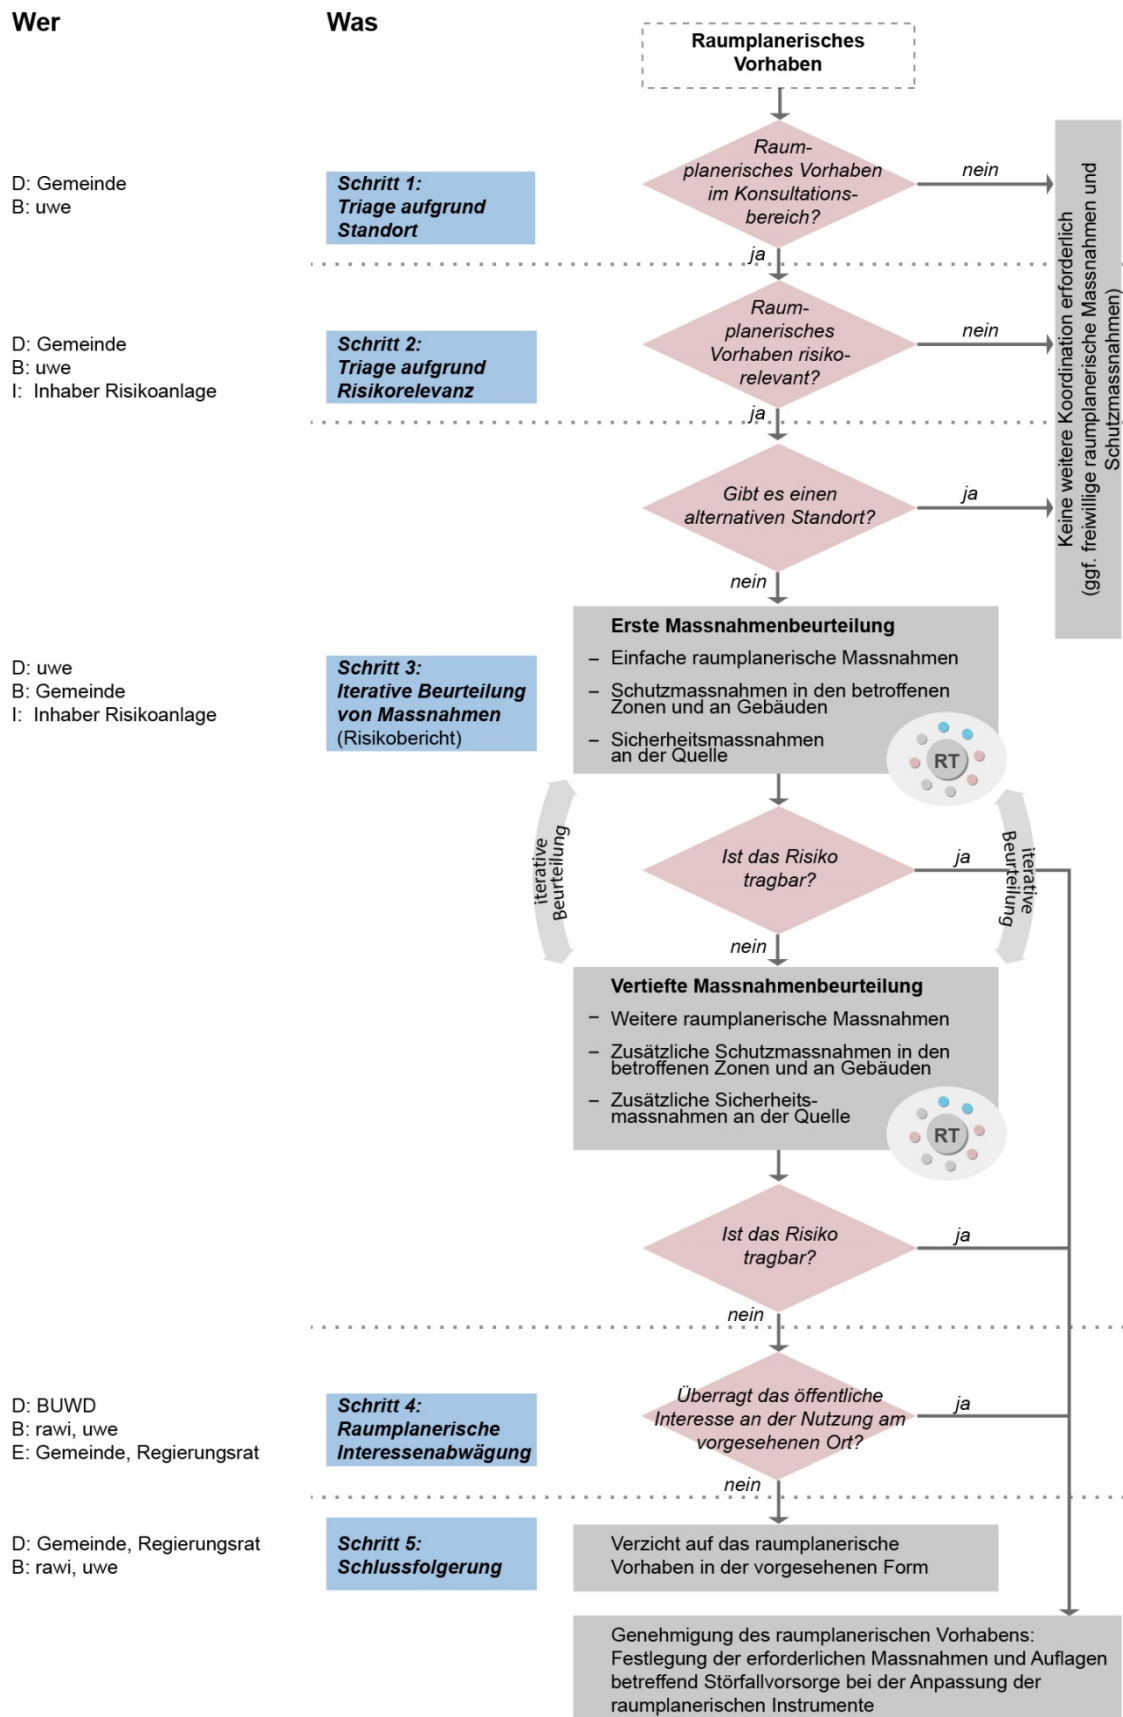 Wer
Was
Raumplanerisches
Vorhaben
D: Gemeinde
B: uwe
Schritt 1:
Triage aufgrund
Standort
Raum-
planerisches Vorhaben
im Konsultations-
bereich?
nein
ja
D: Gemeinde
B: uwe
I: Inhaber Risikoanlage
Schritt 2:
Triage aufgrund
Risikorelevanz
Raum-
planerisches
Vorhaben risiko-
relevant?
nein
ja
Keine weitere Koordination erforderlich
(ggf. freiwillige raumplanerische Massnahmen und
Schutzmassnahmen)
Gibt es einen
alternativen Standort?
ja
nein
D: uwe
B: Gemeinde
I: Inhaber Risikoanlage
Schritt 3:
Iterative Beurteilung
von Massnahmen
(Risikobericht)
Erste Massnahmenbeurteilung
– Einfache raumplanerische Massnahmen
– Schutzmassnahmen in den betroffenen
Zonen und an Gebäuden
– Sicherheitsmassnahmen
an der Quelle
RT
iterative
Beurteilung
Ist das Risiko
tragbar?
ja
iterative
Beurteilung
nein
Vertiefte Massnahmenbeurteilung
– Weitere raumplanerische Massnahmen
– Zusätzliche Schutzmassnahmen in den
betroffenen Zonen und an Gebäuden
– Zusätzliche Sicherheits-
massnahmen an der Quelle
RT
Ist das Risiko
tragbar?
ja
nein
D: BUWD
B: rawi, uwe
E: Gemeinde, Regierungsrat
Schritt 4:
Raumplanerische
Interessenabwägung
Überragt das öffentliche
Interesse an der Nutzung am
vorgesehenen Ort?
ja
nein
D: Gemeinde, Regierungsrat
B: rawi, uwe
Schritt 5:
Schlussfolgerung
Verzicht auf das raumplanerische
Vorhaben in der vorgesehenen Form
Genehmigung des raumplanerischen Vorhabens:
Festlegung der erforderlichen Massnahmen und Auflagen
betreffend Störfallvorsorge bei der Anpassung der
raumplanerischen Instrumente